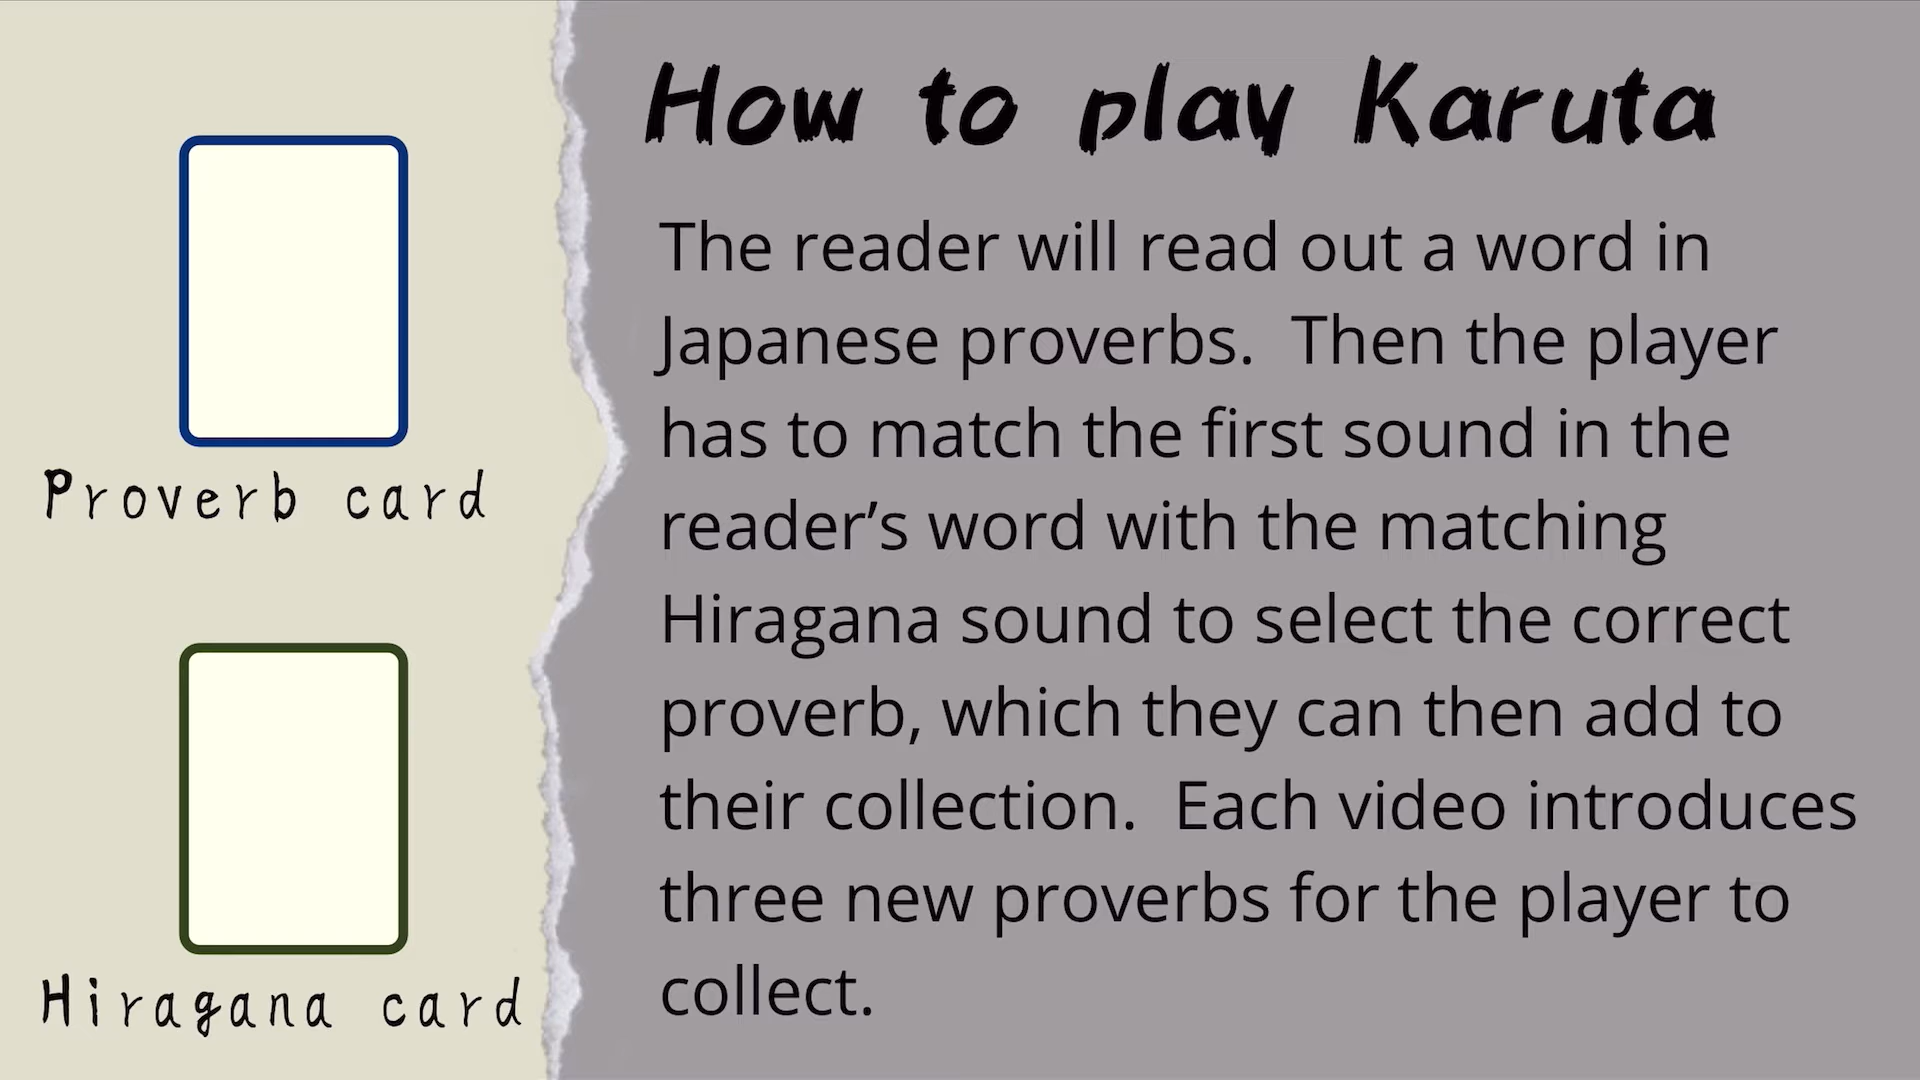 How to play Karuta
The reader will read out a word in
Japanese proverbs.  Then the player
has to match the first sound in the
reader’s word with the matching
Hiragana sound to select the correct
proverb, which they can then add to
their collection.  Each video introduces
three new proverbs for the player to
collect.
Proverb card
Hiragana card